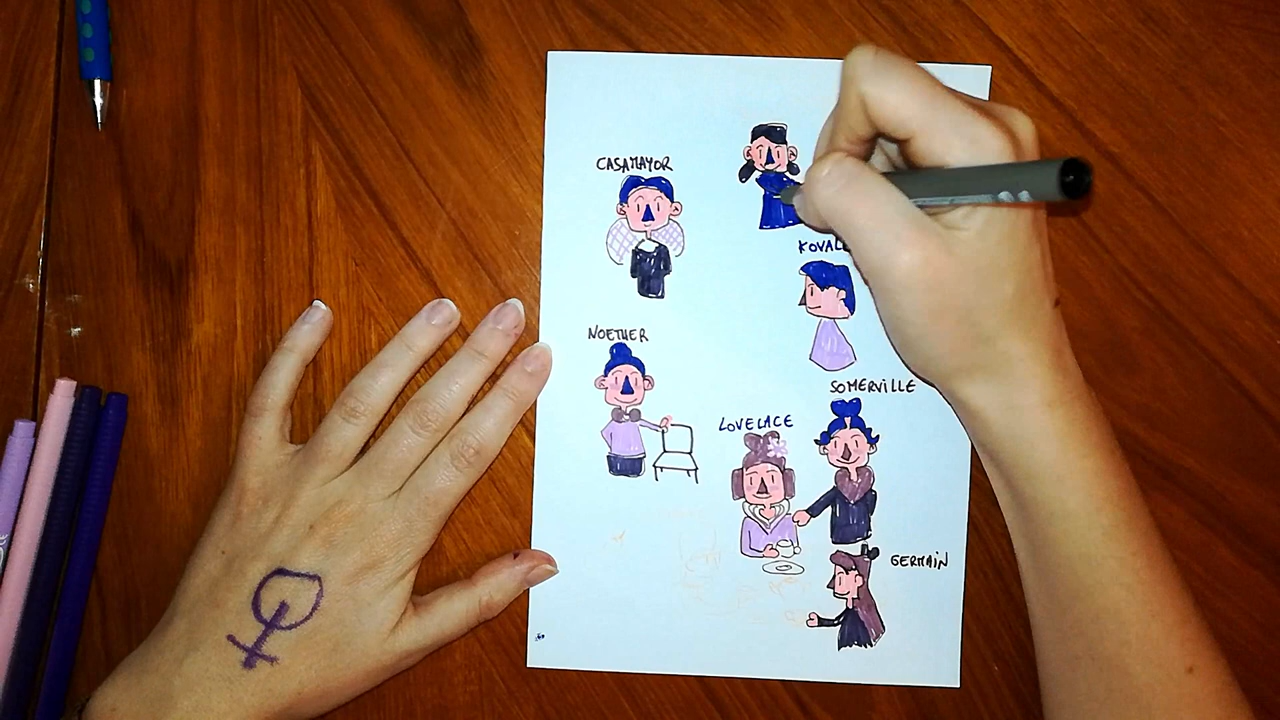 CASAMAYOR
NOETHER
LOVELACE
SOMERVILLE
GERMAIN